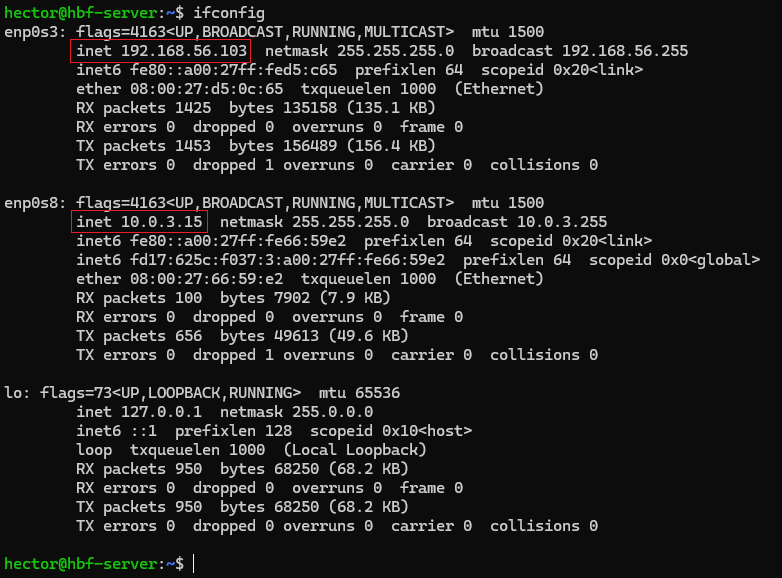 hector@hbf-server:~$ ifconfig
enp0s3: flags=4163<UP,BROADCAST,RUNNING,MULTICAST>  mtu 1500
        inet 192.168.56.103  netmask 255.255.255.0  broadcast 192.168.56.255
        inet6 fe80::a00:27ff:fed5:c65  prefixlen 64  scopeid 0x20<link>
        ether 08:00:27:d5:0c:65  txqueuelen 1000  (Ethernet)
        RX packets 1425  bytes 135158 (135.1 KB)
        RX errors 0  dropped 0  overruns 0  frame 0
        TX packets 1453  bytes 156489 (156.4 KB)
        TX errors 0  dropped 1 overruns 0  carrier 0  collisions 0

enp0s8: flags=4163<UP,BROADCAST,RUNNING,MULTICAST>  mtu 1500
        inet 10.0.3.15  netmask 255.255.255.0  broadcast 10.0.3.255
        inet6 fe80::a00:27ff:fe66:59e2  prefixlen 64  scopeid 0x20<link>
        inet6 fd17:625c:f037:3:a00:27ff:fe66:59e2  prefixlen 64  scopeid 0x0<global>
        ether 08:00:27:66:59:e2  txqueuelen 1000  (Ethernet)
        RX packets 100  bytes 7902 (7.9 KB)
        RX errors 0  dropped 0  overruns 0  frame 0
        TX packets 656  bytes 49613 (49.6 KB)
        TX errors 0  dropped 1 overruns 0  carrier 0  collisions 0

lo: flags=73<UP,LOOPBACK,RUNNING>  mtu 65536
        inet 127.0.0.1  netmask 255.0.0.0
        inet6 ::1  prefixlen 128  scopeid 0x10<host>
        loop  txqueuelen 1000  (Local Loopback)
        RX packets 950  bytes 68250 (68.2 KB)
        RX errors 0  dropped 0  overruns 0  frame 0
        TX packets 950  bytes 68250 (68.2 KB)
        TX errors 0  dropped 0 overruns 0  carrier 0  collisions 0

hector@hbf-server:~$